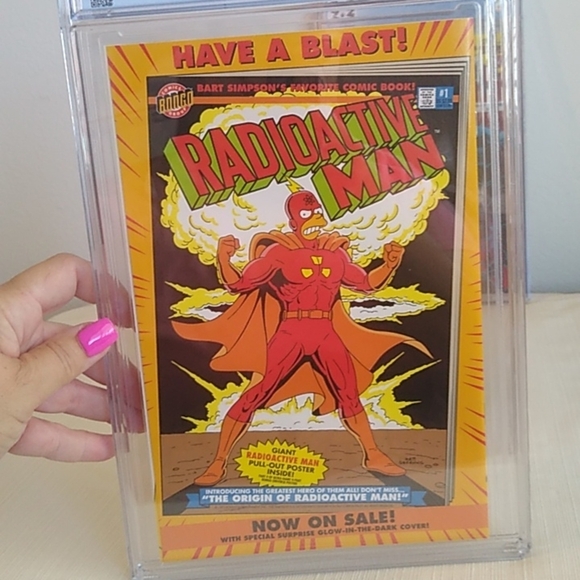 HAVE A BLAST!
BART SIMPSON'S FAVORITE COMIC BOOK!
BONGO
#1
RADIOACTIVE
MAN
GIANT
RADIOACTIVE MAN
PULL-OUT POSTER
INSIDE!
INTRODUCING THE GREATEST HERO OF THEM ALL! DON'T MISS...
"THE ORIGIN OF RADIOACTIVE MAN!"
NOW ON SALE!
WITH SPECIAL SURPRISE GLOW-IN-THE-DARK COVER!